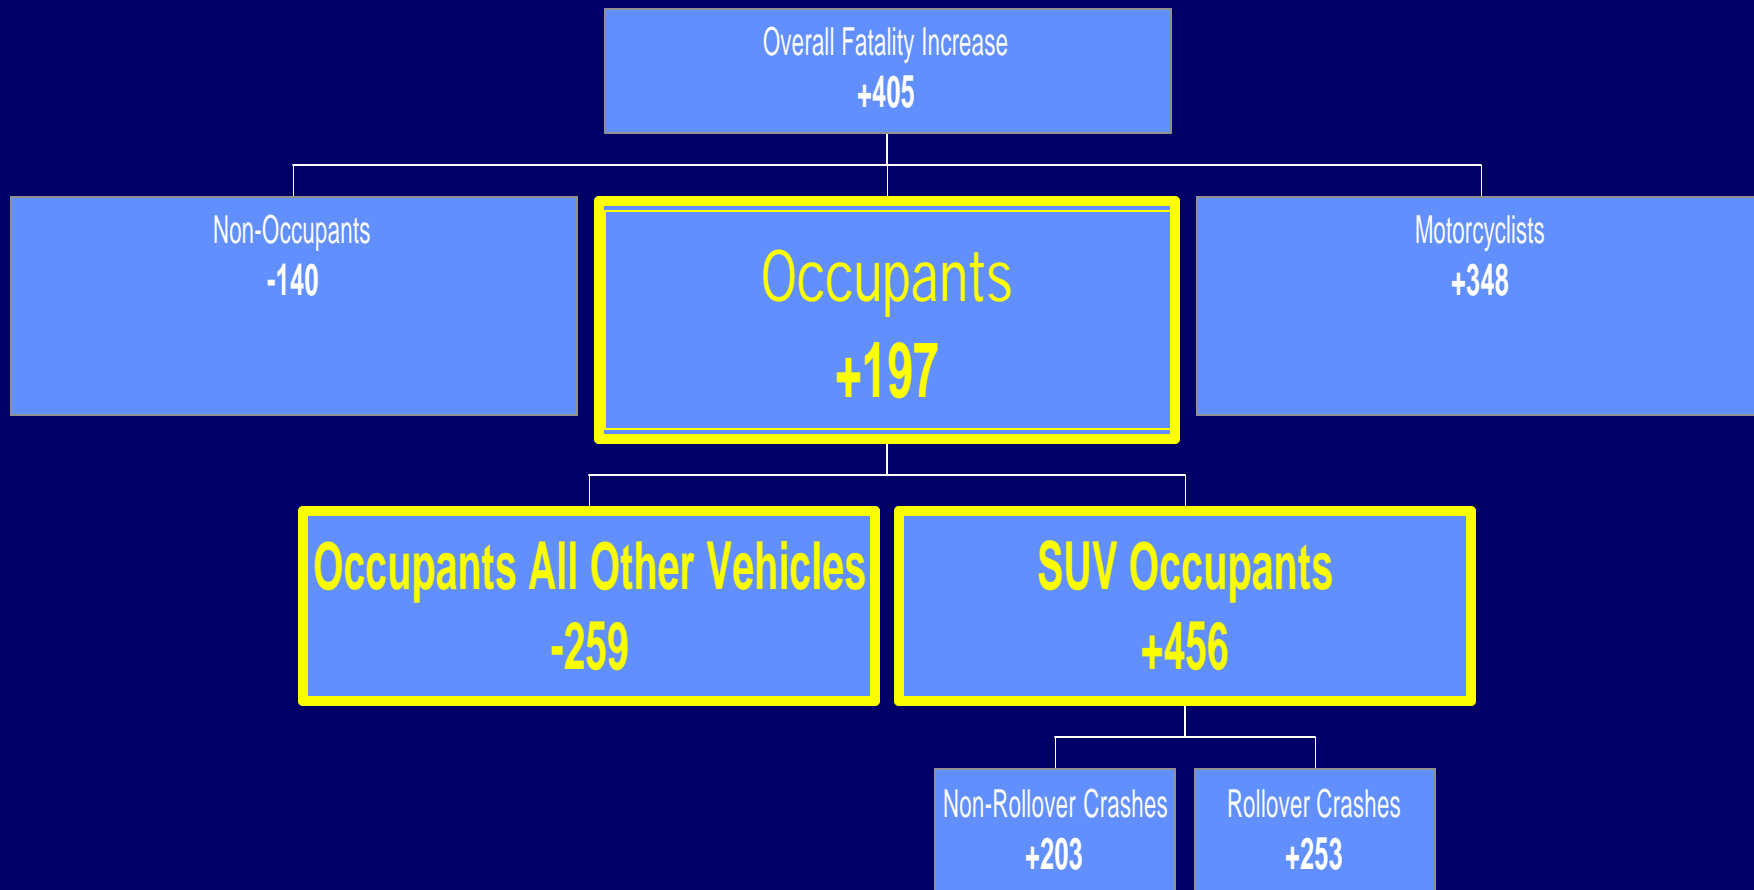 Overall Fatality Increase
+405
Non-Occupants
-140
Occupants
+197
Motorcyclists
+348
Occupants All Other Vehicles
-259
SUV Occupants
+456
Non-Rollover Crashes
+203
Rollover Crashes
+253